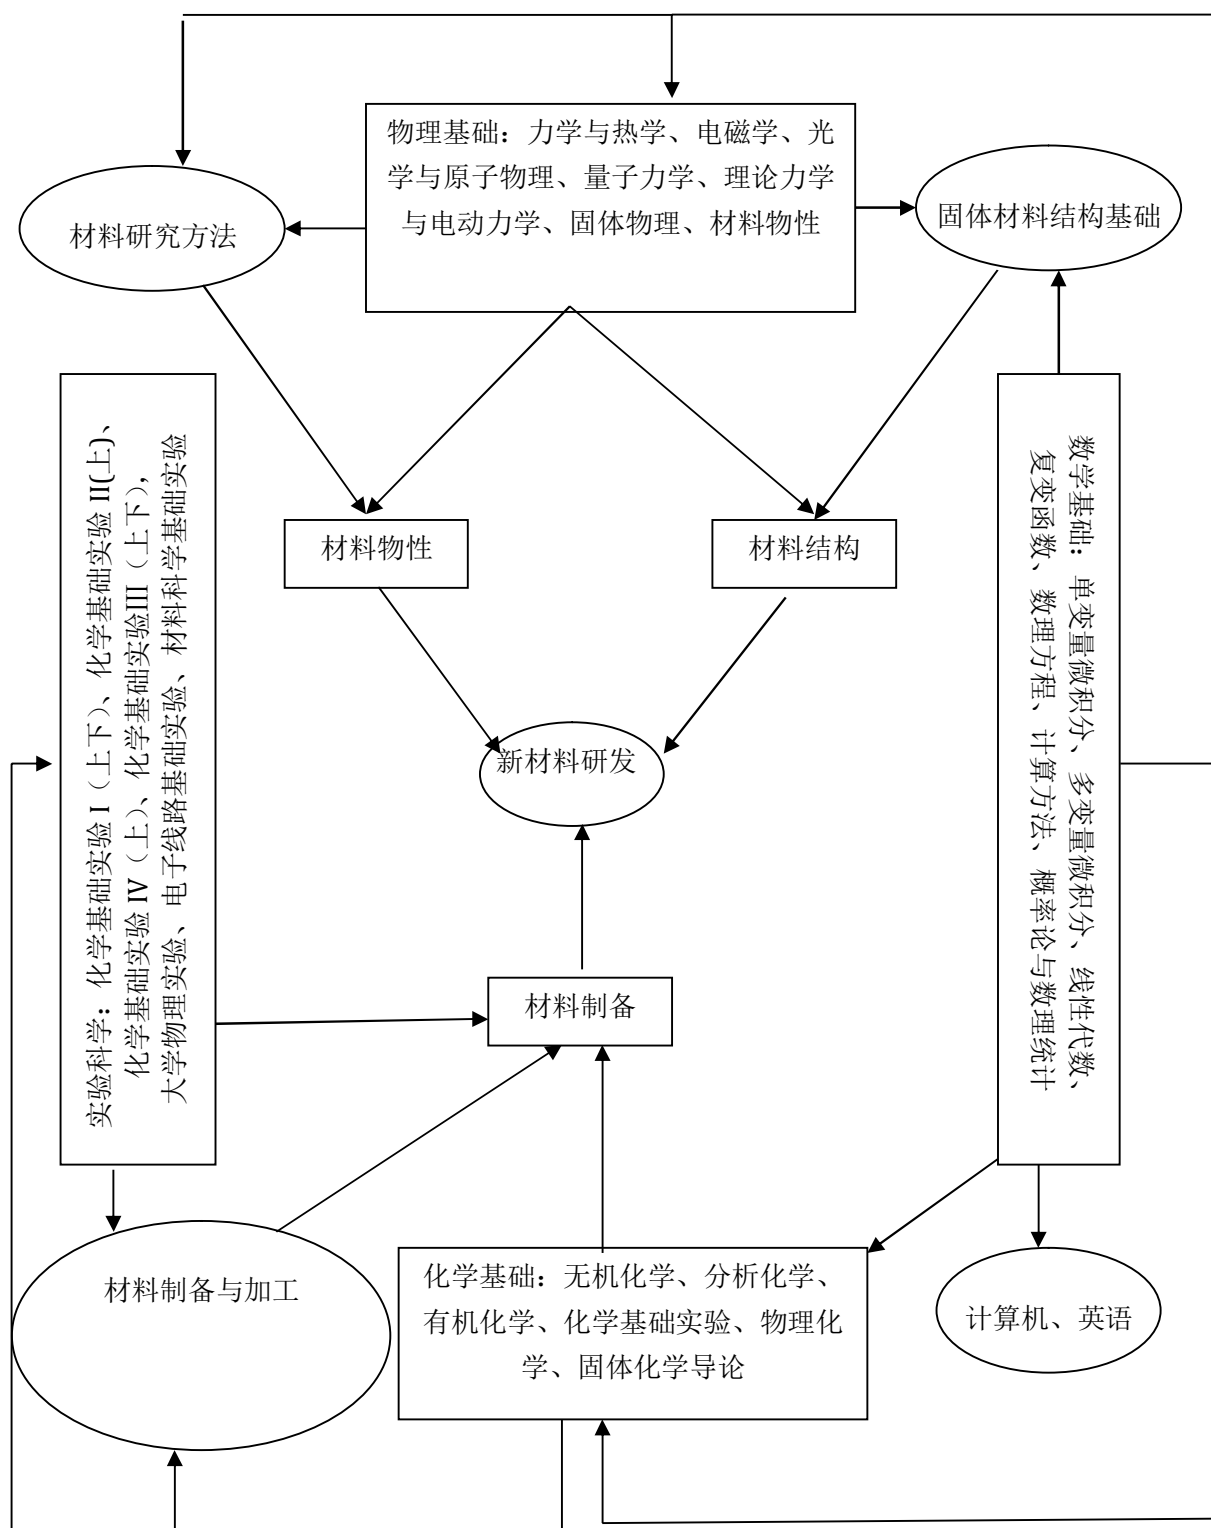 物理基础：力学与热学、电磁学、光
学与原子物理、量子力学、理论力学
与电动力学、固体物理、材料物性
材料研究方法
固体材料结构基础
实验科学：化学基础实验 I（上下）、化学基础实验 II(上)、
化学基础实验 IV（上）、化学基础实验III（上下），
大学物理实验、电子线路基础实验、材料科学基础实验
材料物性
材料结构
数学基础：单变量微积分、多变量微积分、线性代数、
复变函数、数理方程、计算方法、概率论与数理统计
新材料研发
材料制备
材料制备与加工
化学基础：无机化学、分析化学、
有机化学、化学基础实验、物理化
学、固体化学导论
计算机、英语